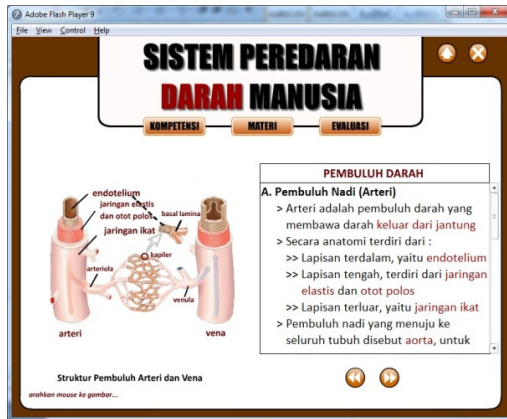 Adobe Flash Player 9
File View Control Help
SISTEM PEREDARAN
DARAH MANUSIA
KOMPETENSI
MATERI
EVALUASI
endotelium
jaringan elastis
dan otot polos
basal lamina
jaringan ikat
kapiler
arteriola
venula
arteri
vena
Struktur Pembuluh Arteri dan Vena
arahkan mouse ke gambar...
PEMBULUH DARAH
A. Pembuluh Nadi (Arteri)
> Arteri adalah pembuluh darah yang
membawa darah keluar dari jantung
> Secara anatomi terdiri dari :
>> Lapisan terdalam, yaitu endotelium
>> Lapisan tengah, terdiri dari jaringan
elastis dan otot polos
>> Lapisan terluar, yaitu jaringan ikat
> Pembuluh nadi yang menuju ke
seluruh tubuh disebut aorta, untuk